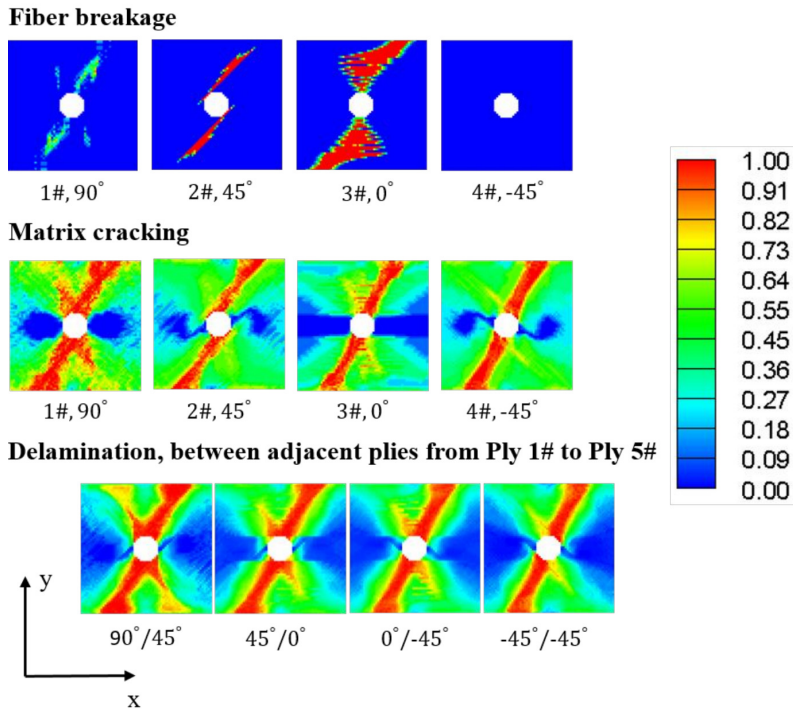 Fiber breakage
1#, 90° 2#, 45° 3#, 0° 4#, -45°
Matrix cracking
1#, 90° 2#, 45° 3#, 0° 4#, -45°
Delamination, between adjacent plies from Ply 1# to Ply 5#
90°/45° 45°/0° 0°/-45° -45°/-45°
y
x
1.00
0.91
0.82
0.73
0.64
0.55
0.45
0.36
0.27
0.18
0.09
0.00